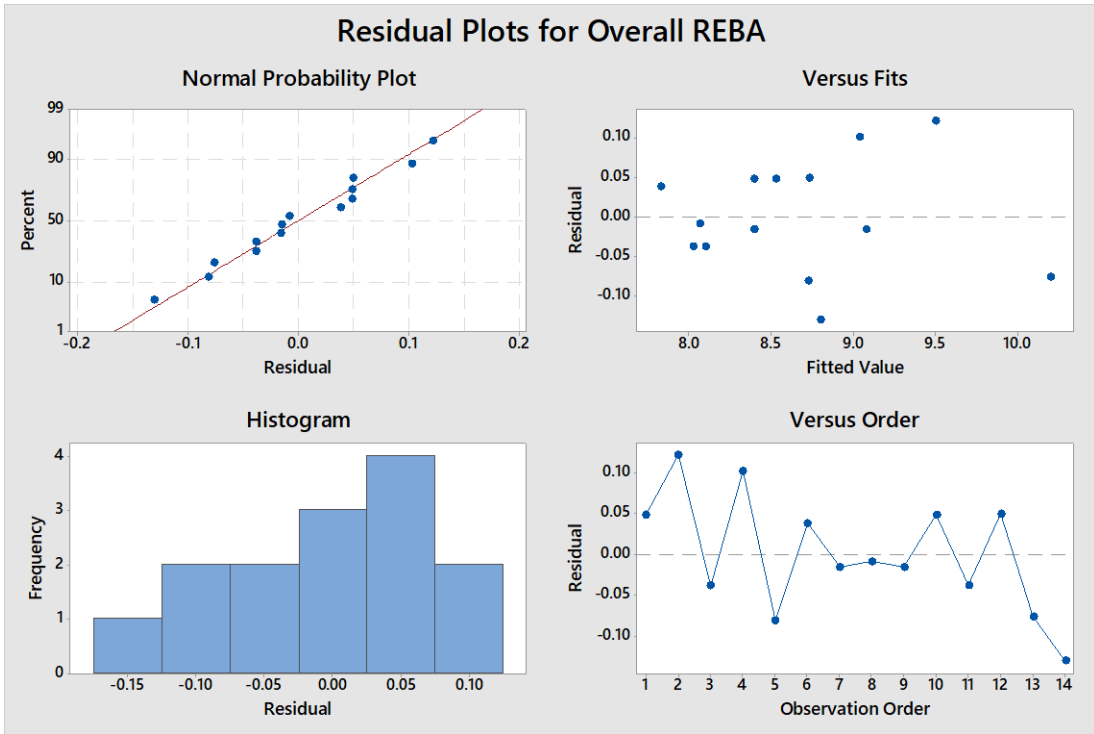 Residual Plots for Overall REBA
Normal Probability Plot
99
90
50
10
1
Percent
-0.2 -0.1 0.0 0.1 0.2
Residual
Versus Fits
0.10
0.05
0.00
-0.05
-0.10
Residual
8.0 8.5 9.0 9.5 10.0
Fitted Value
Histogram
4
3
2
1
0
Frequency
-0.15 -0.10 -0.05 0.00 0.05 0.10
Residual
Versus Order
0.10
0.05
0.00
-0.05
-0.10
Residual
1 2 3 4 5 6 7 8 9 10 11 12 13 14
Observation Order